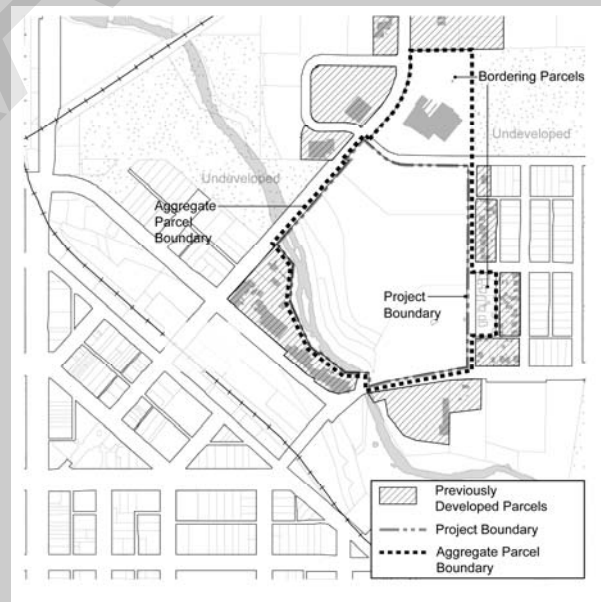 Bordering Parcels
Undeveloped
Undeveloped
Aggregate
Parcel
Boundary
Project
Boundary
Previously
Developed Parcels
Project Boundary
Aggregate Parcel
Boundary